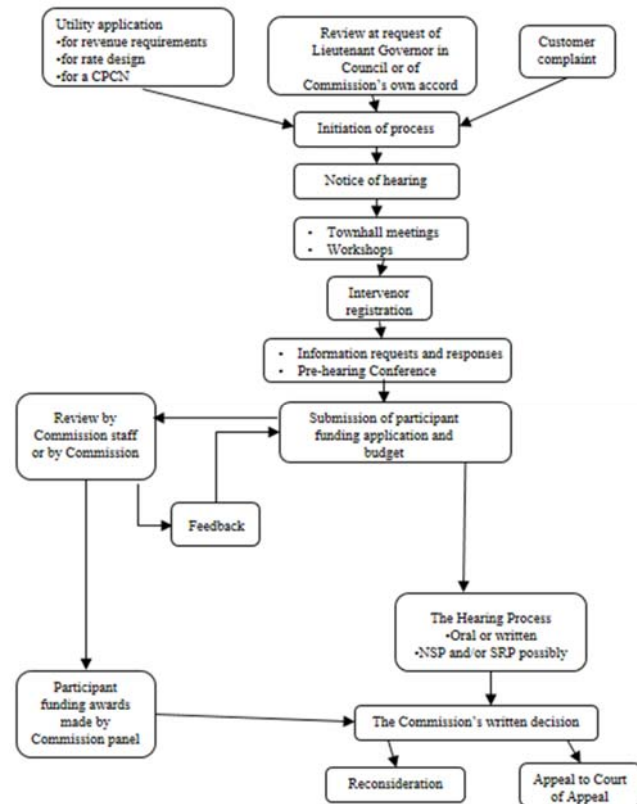 Utility application
•for revenue requirements
•for rate design
•for a CPCN
Review at request of
Lieutenant Governor in
Council or of
Commission's own accord
Customer
complaint
Initiation of process
Notice of hearing
• Townhall meetings
• Workshops
Intervenor
registration
• Information requests and responses
• Pre-hearing Conference
Review by
Commission staff
or by Commission
Submission of participant
funding application and
budget
Feedback
The Hearing Process
•Oral or written
•NSP and/or SRP possibly
Participant
funding awards
made by
Commission panel
The Commission's written decision
Reconsideration
Appeal to Court
of Appeal